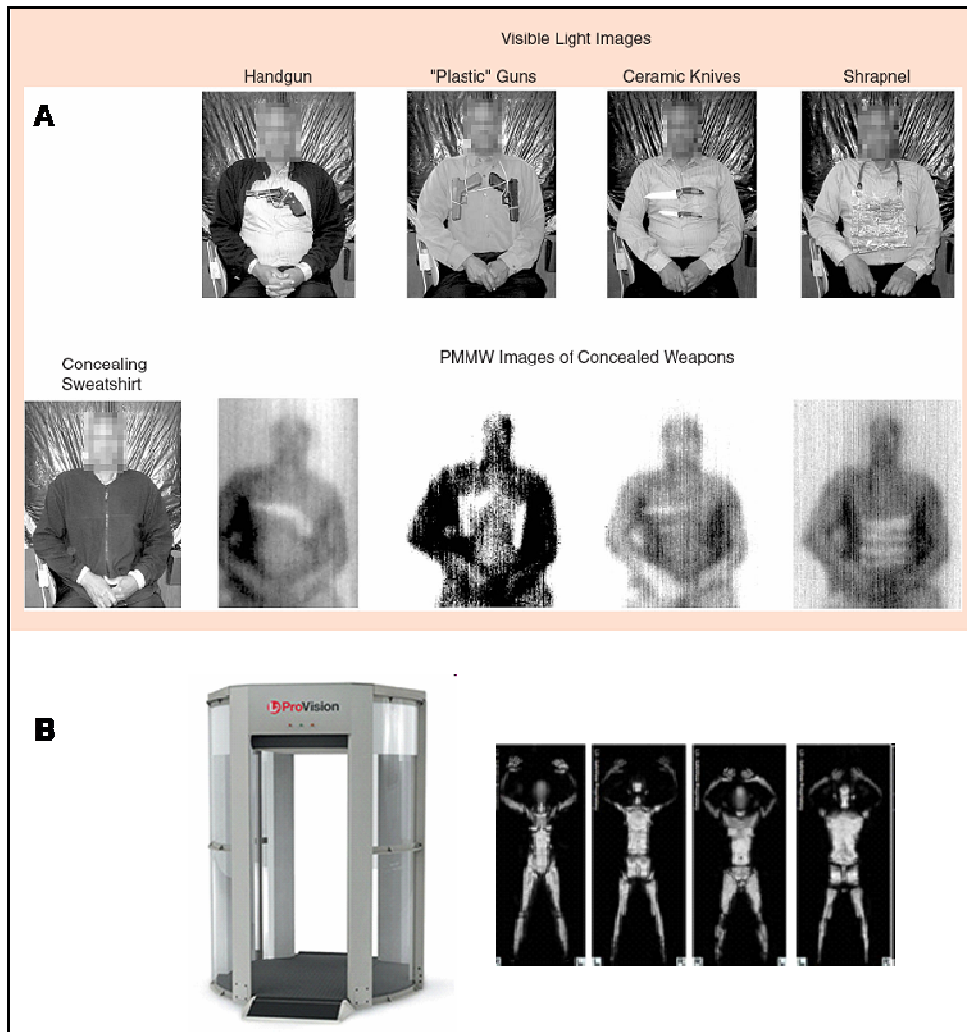 Visible Light Images
Handgun
"Plastic" Guns
Ceramic Knives
Shrapnel
A
Concealing
Sweatshirt
PMMW Images of Concealed Weapons
B
ProVision